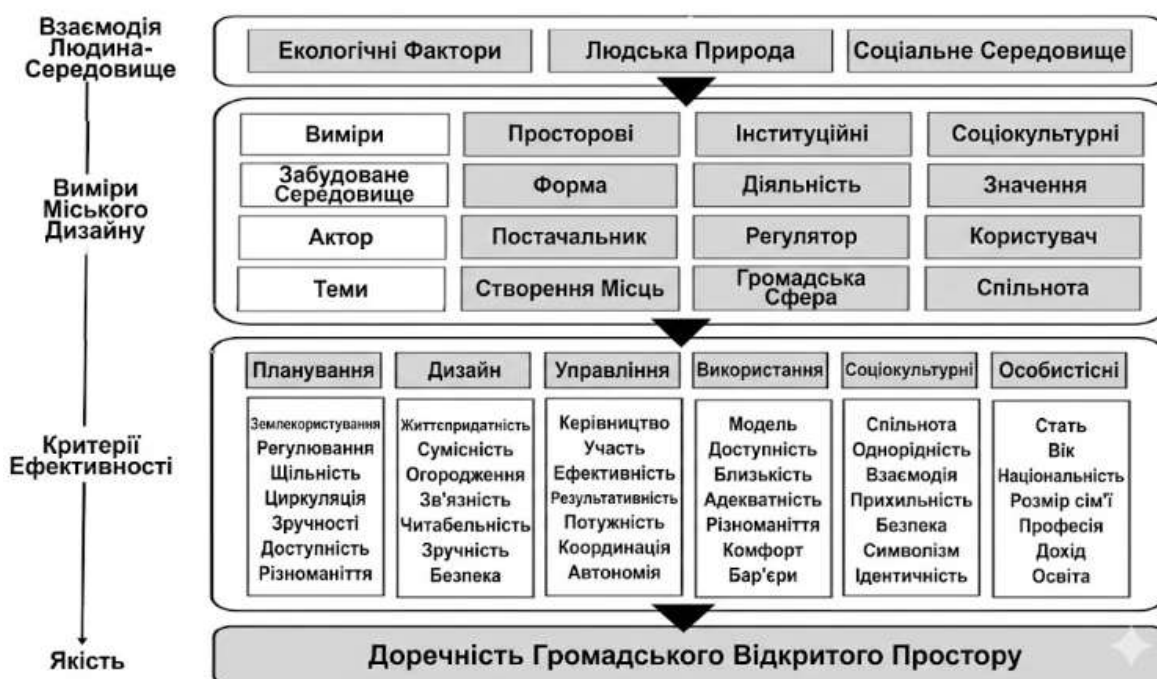 Взаємодія
Людина-
Середовище
Екологічні Фактори
Людська Природа
Соціальне Середовище
Виміри
Міського
Дизайну
Виміри
Просторові
Інституційні
Соціокультурні
Забудоване
Середовище
Форма
Діяльність
Значення
Актор
Постачальник
Регулятор
Користувач
Теми
Створення Місць
Громадська
Сфера
Спільнота
Критерії
Ефективності
Планування
Землекористування
Регулювання
Щільність
Циркуляція
Зручності
Доступність
Різноманіття
Дизайн
Життєпридатність
Сумісність
Огородження
Зв'язність
Читабельність
Зручність
Безпека
Управління
Керівництво
Участь
Ефективність
Результативність
Потужність
Координація
Автономія
Використання
Модель
Доступність
Близькість
Адекватність
Різноманіття
Комфорт
Бар'єри
Соціокультурні
Спільнота
Однорідність
Взаємодія
Прихильність
Безпека
Символізм
Ідентичність
Особистісні
Стать
Вік
Національність
Розмір сім'ї
Професія
Дохід
Освіта
Якість
Доречність Громадського Відкритого Простору